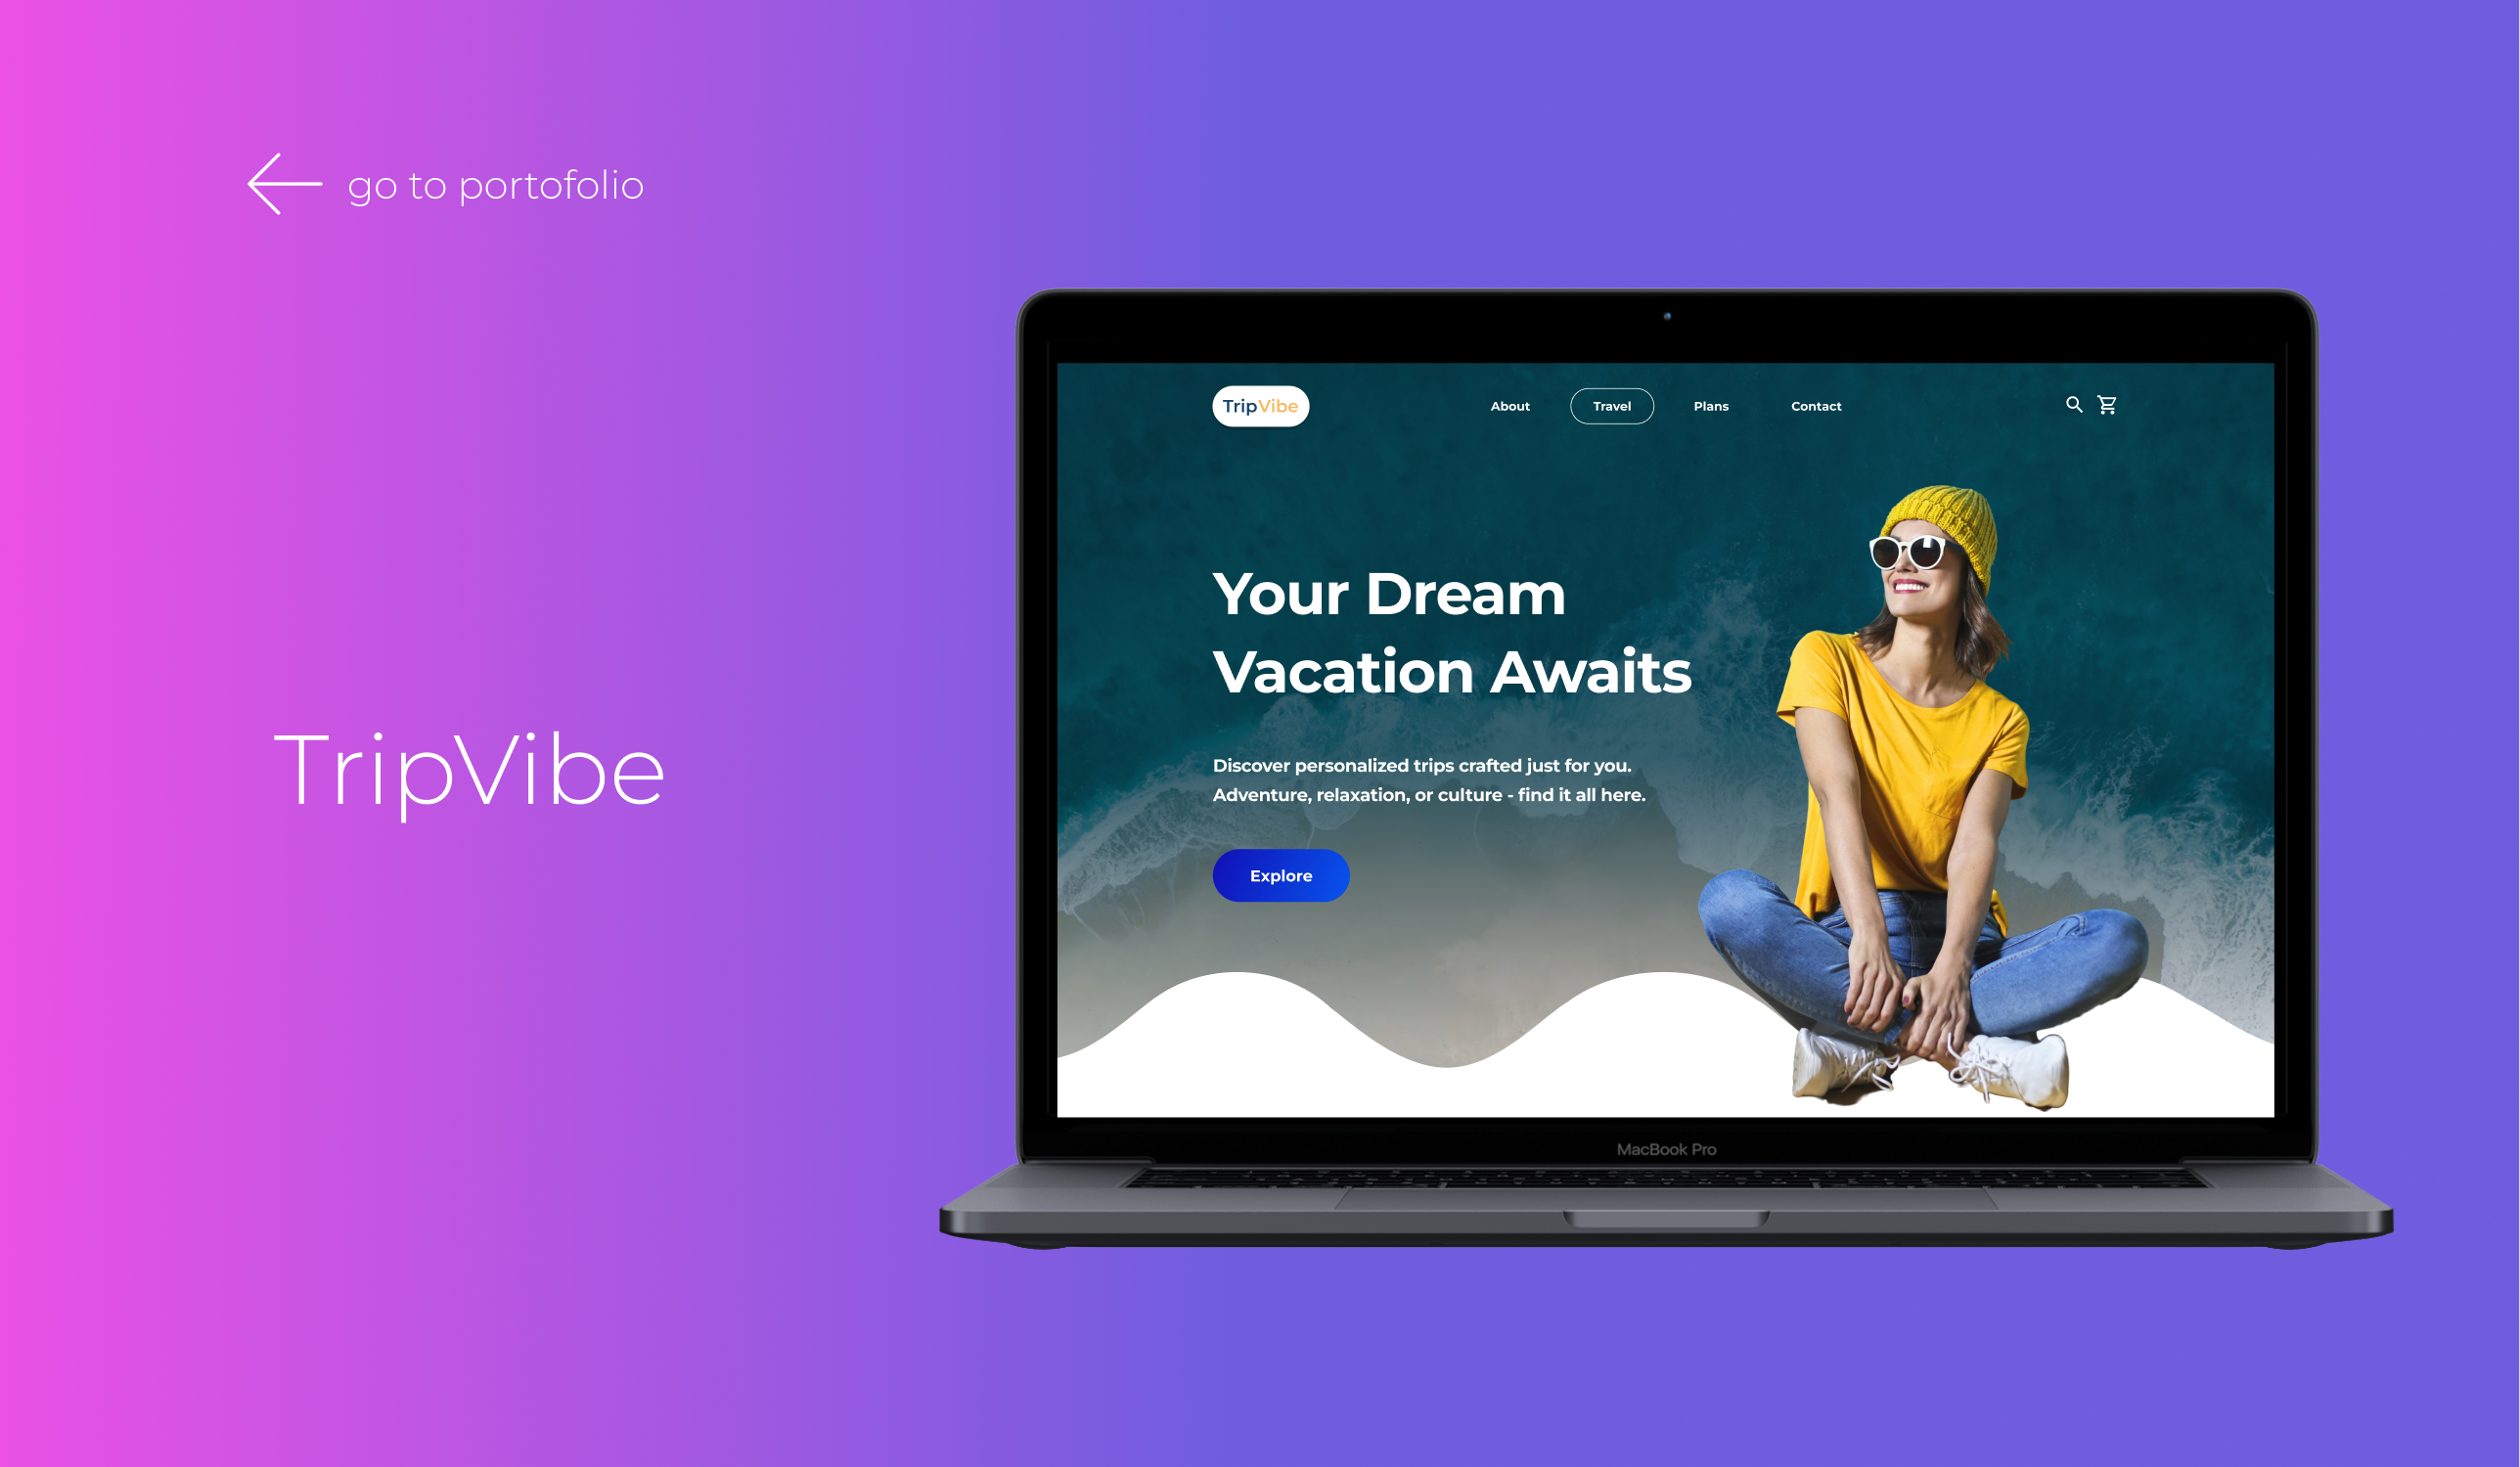 go to portofolio
TripVibe
TripVibe
About
Travel
Plans
Contact
Your Dream
Vacation Awaits
Discover personalized trips crafted just for you.
Adventure, relaxation, or culture - find it all here.
Explore
MacBook Pro